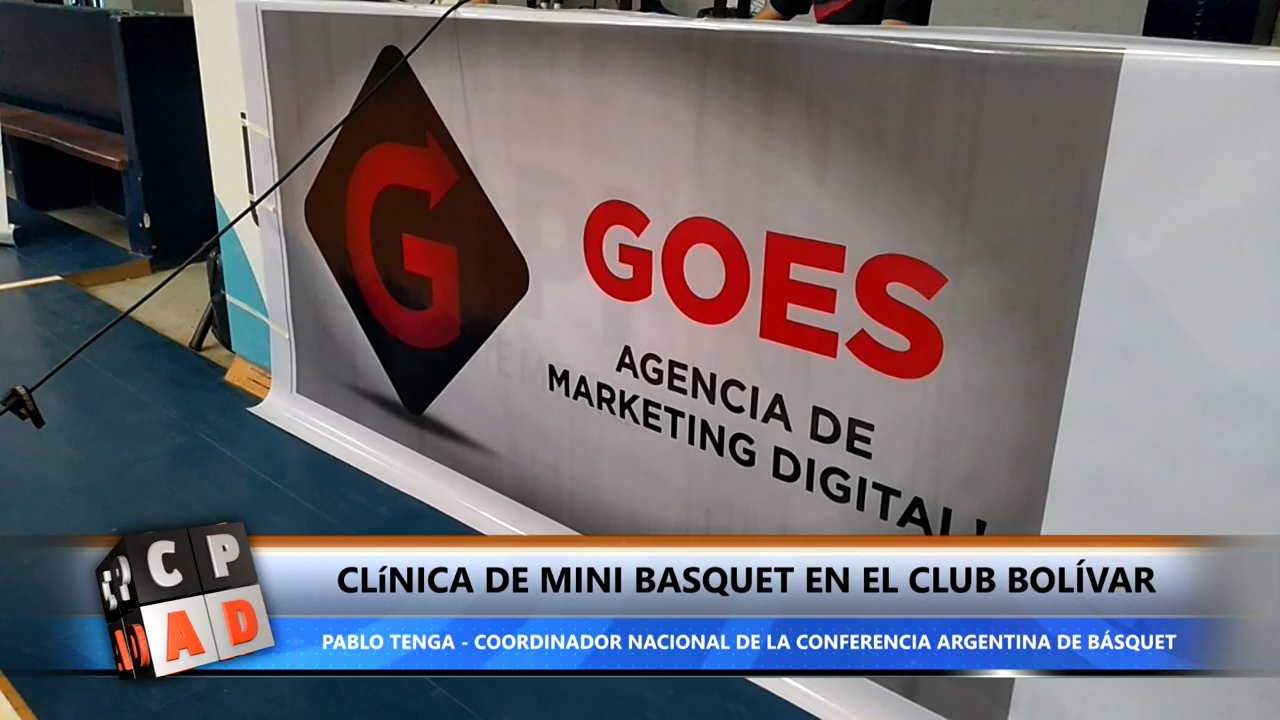 G
GOES
AGENCIA DE
MARKETING DIGITAL!
CP
AD
CLíNICA DE MINI BASQUET EN EL CLUB BOLÍVAR
PABLO TENGA - COORDINADOR NACIONAL DE LA CONFERENCIA ARGENTINA DE BÁSQUET